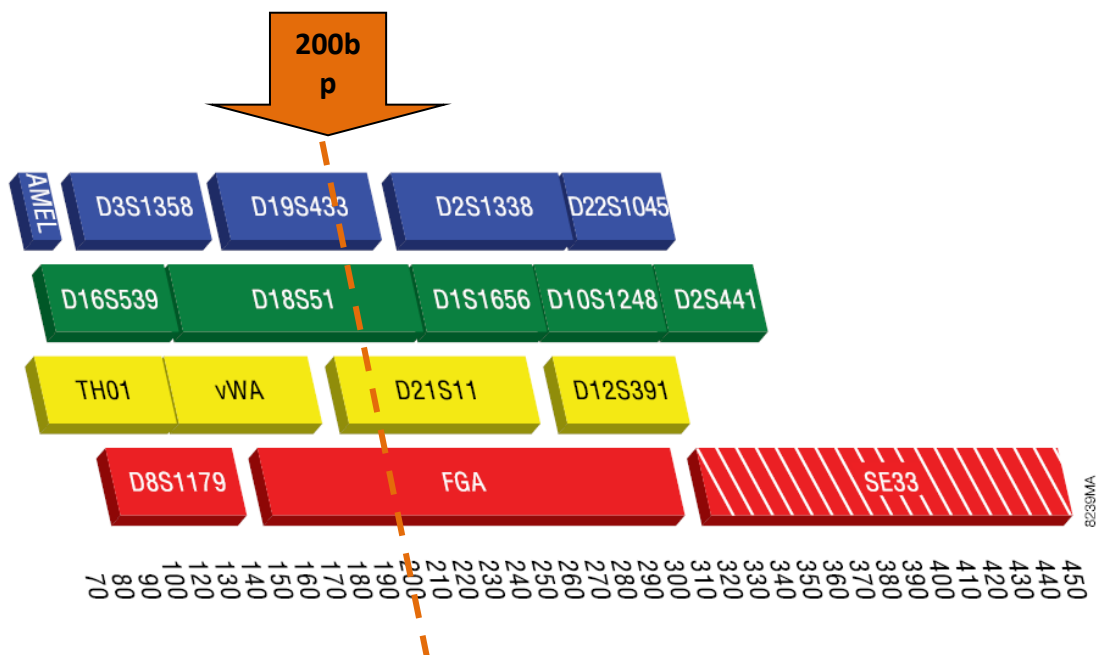 200b
p
AMEL D3S1358 D19S433 D2S1338 D22S1045
D16S539 D18S51 D1S1656 D10S1248 D2S441
TH01 vWA D21S11 D12S391
D8S1179 FGA SE33
8239MA
70 80 90 100 120 130 140 150 160 170 180 190 200 210 220 230 240 250 260 270 280 290 300 310 320 330 360 370 380 390 400 410 420 430 440 450